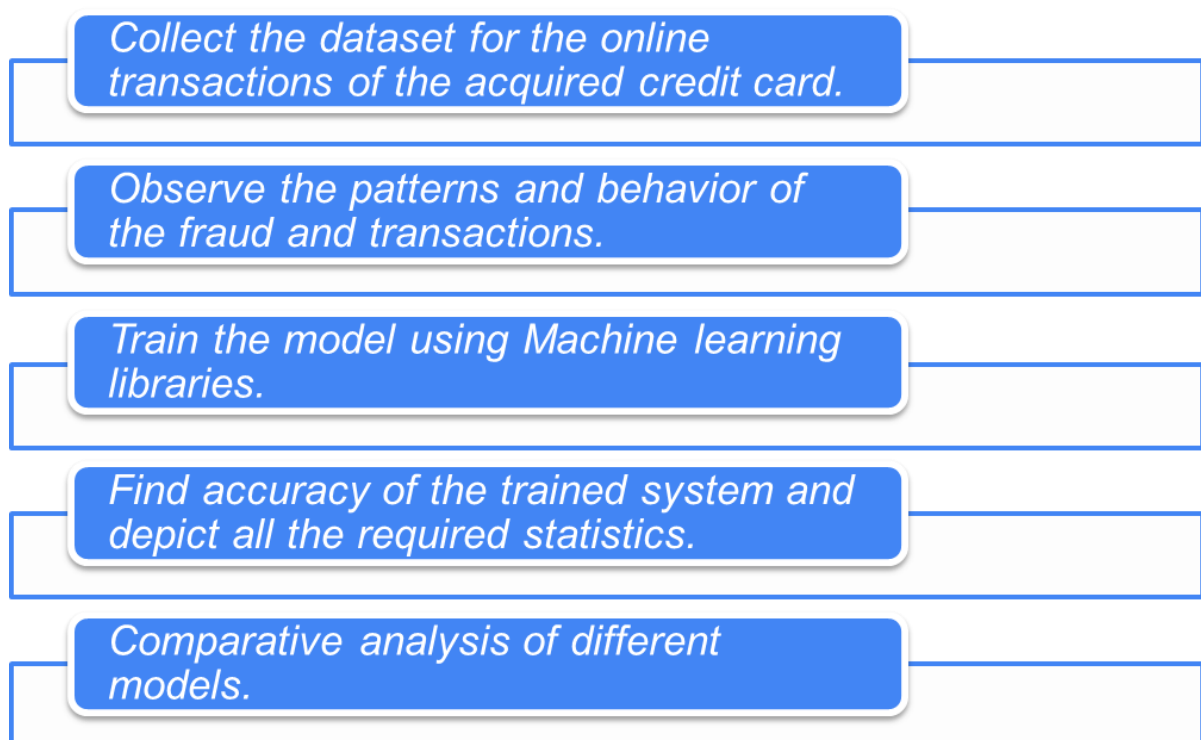 Collect the dataset for the online
transactions of the acquired credit card.
Observe the patterns and behavior of
the fraud and transactions.
Train the model using Machine learning
libraries.
Find accuracy of the trained system and
depict all the required statistics.
Comparative analysis of different
models.